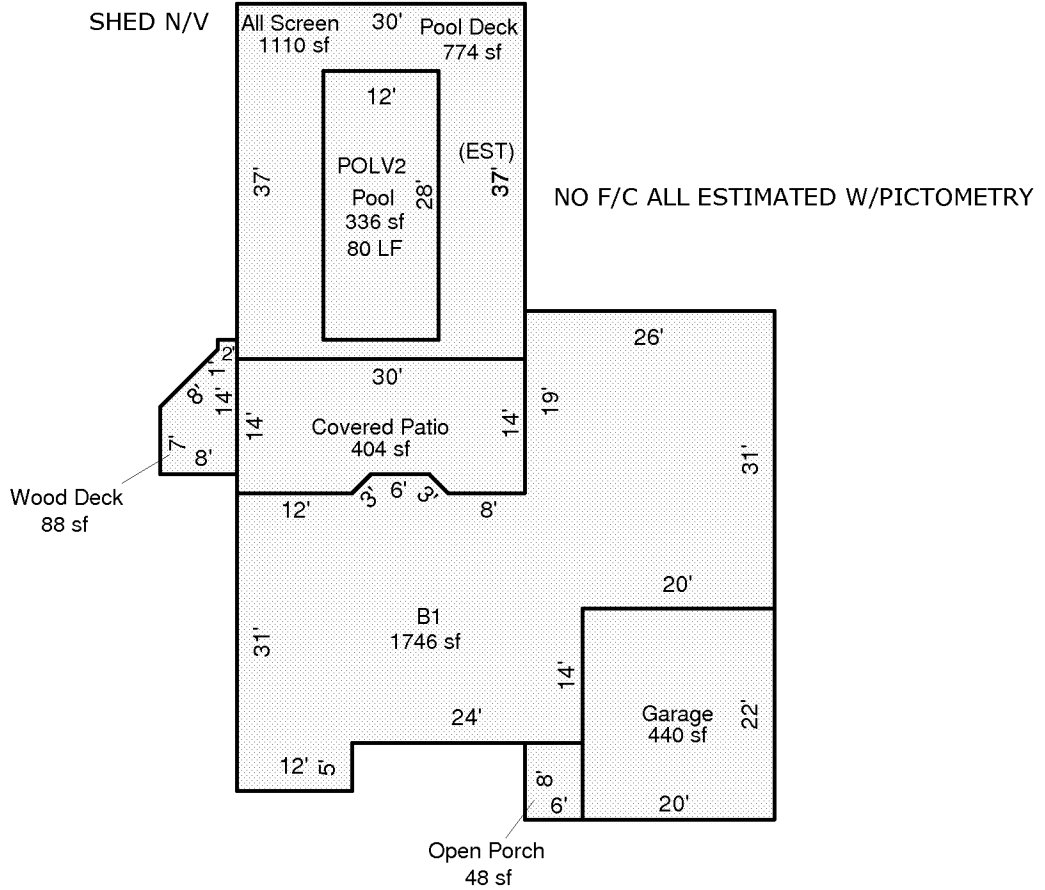 SHED N/V
All Screen
1110 sf
30'
Pool Deck
774 sf
12'
(EST)
POLV2
Pool
336 sf
80 LF
28'
37'
37'
NO F/C ALL ESTIMATED W/PICTOMETRY
26'
2'
1'
8'
14'
7'
8'
Wood Deck
88 sf
30'
14'
Covered Patio
404 sf
14'
19'
31'
12'
3'
6'
3'
8'
20'
B1
1746 sf
31'
14'
24'
Garage
440 sf
22'
12'
5'
8'
6'
20'
Open Porch
48 sf